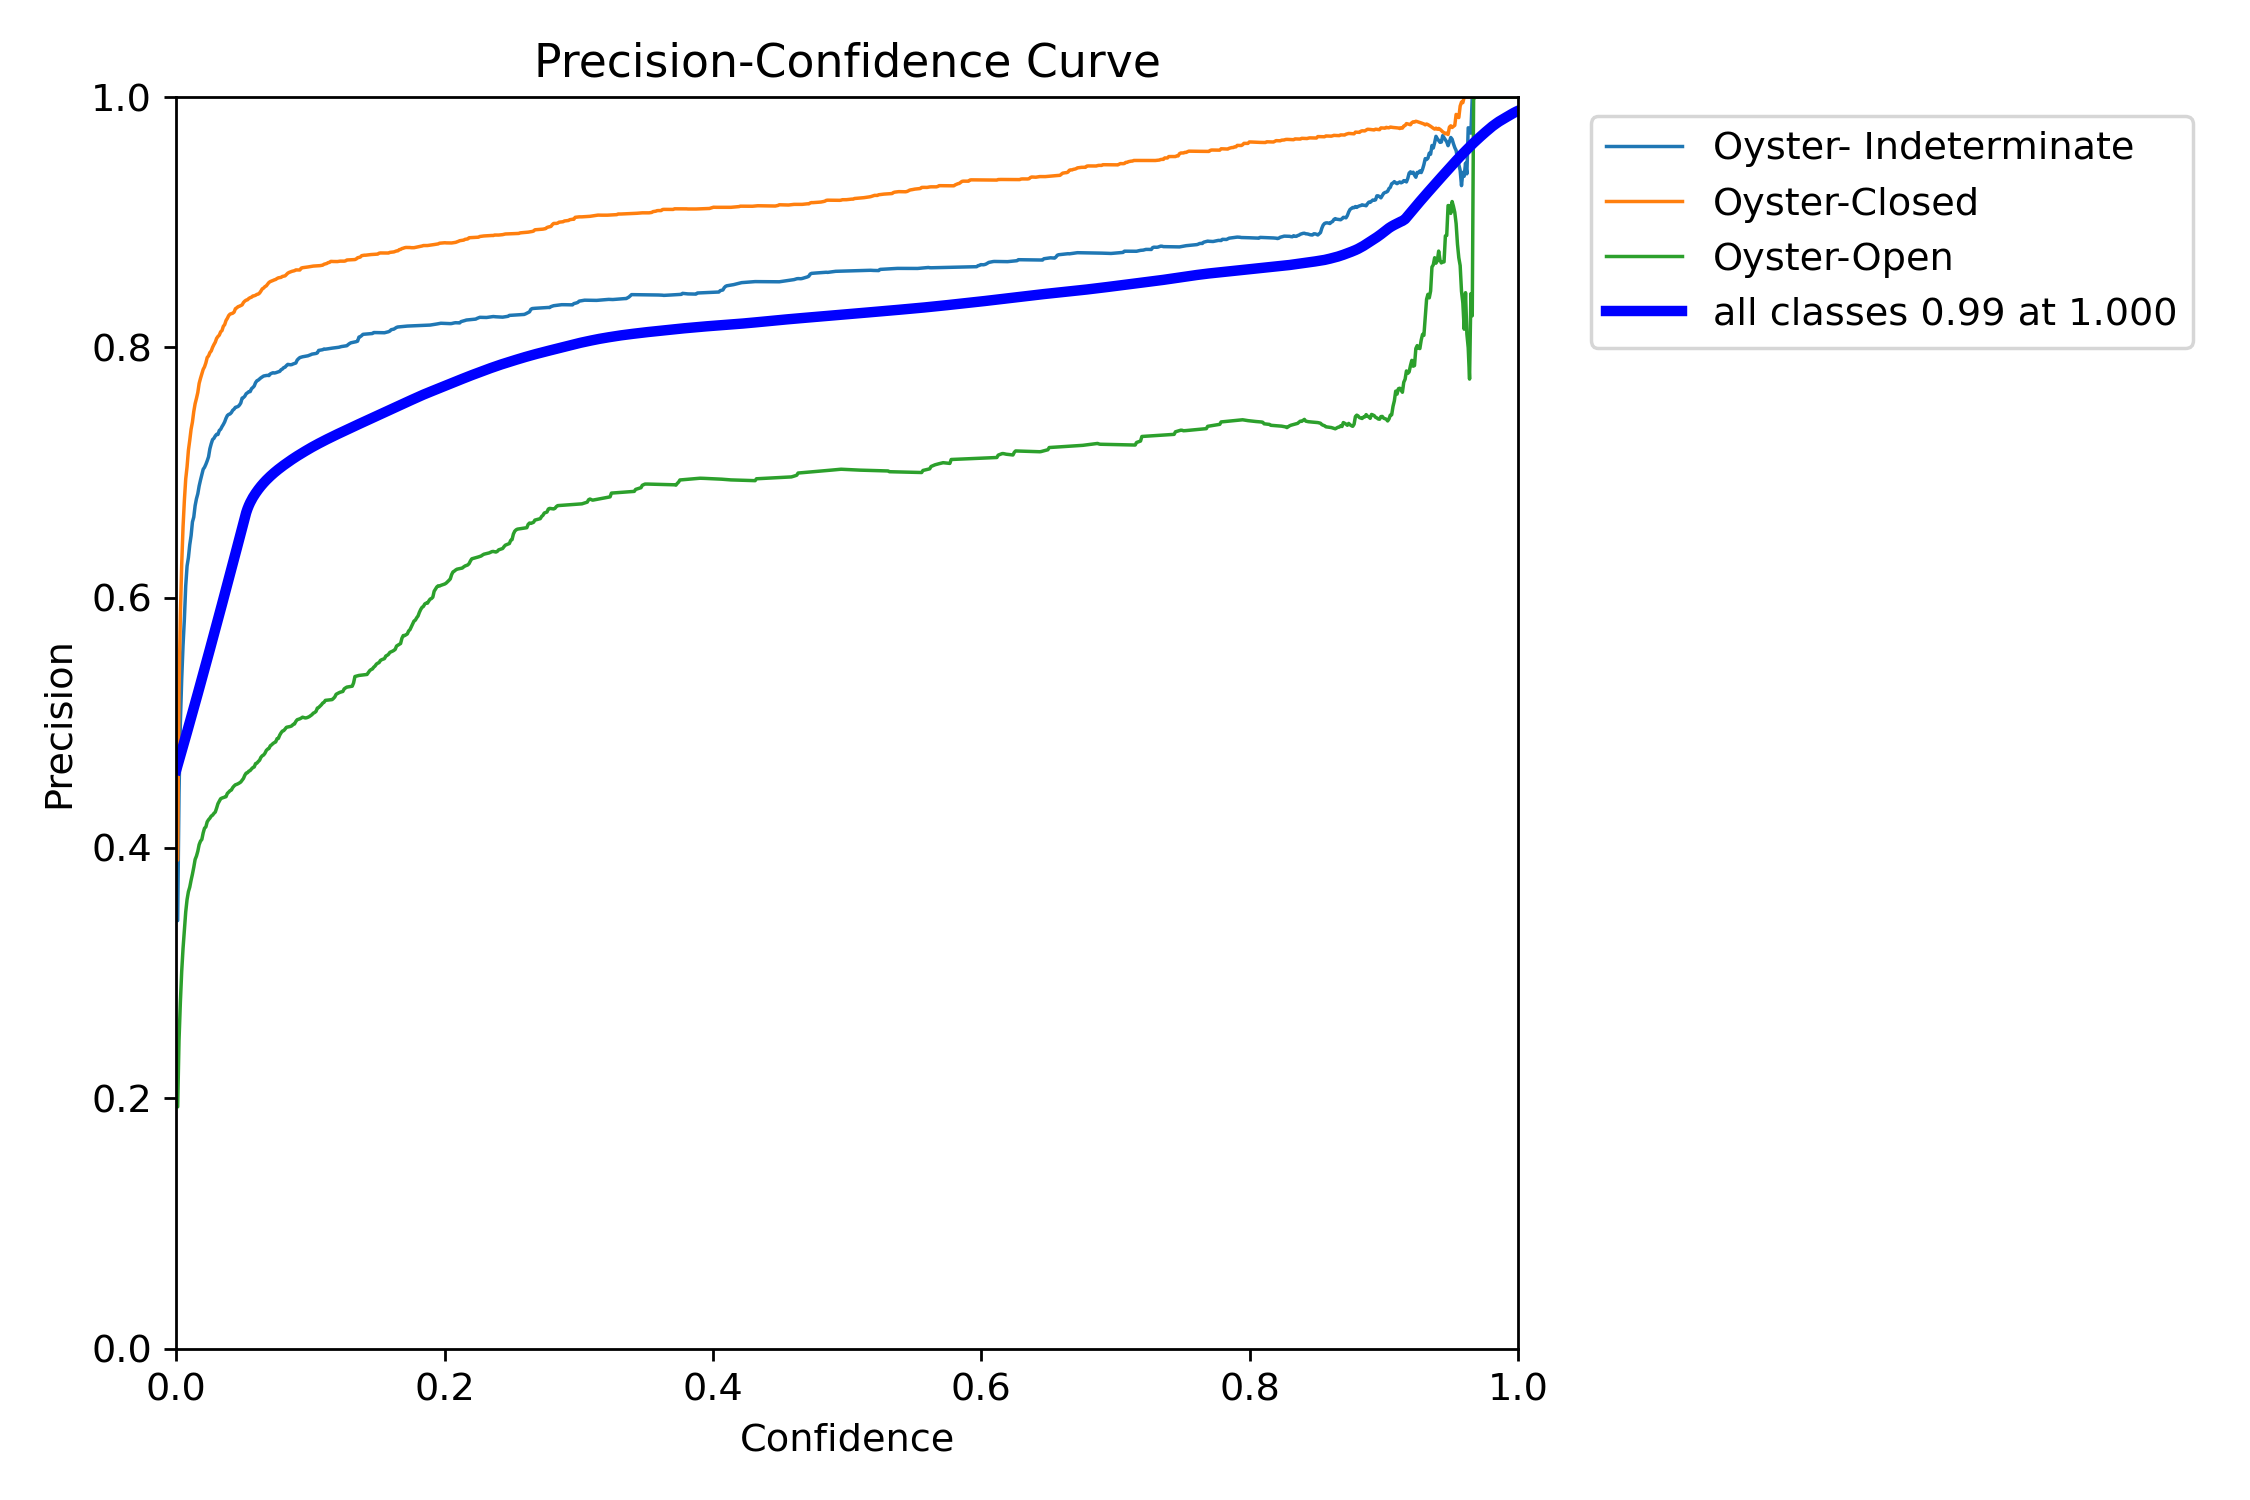 Precision-Confidence Curve
1.0
0.8
0.6
0.4
0.2
0.0
Precision
0.0 0.2 0.4 0.6 0.8 1.0
Confidence
Oyster- Indeterminate
Oyster-Closed
Oyster-Open
all classes 0.99 at 1.000